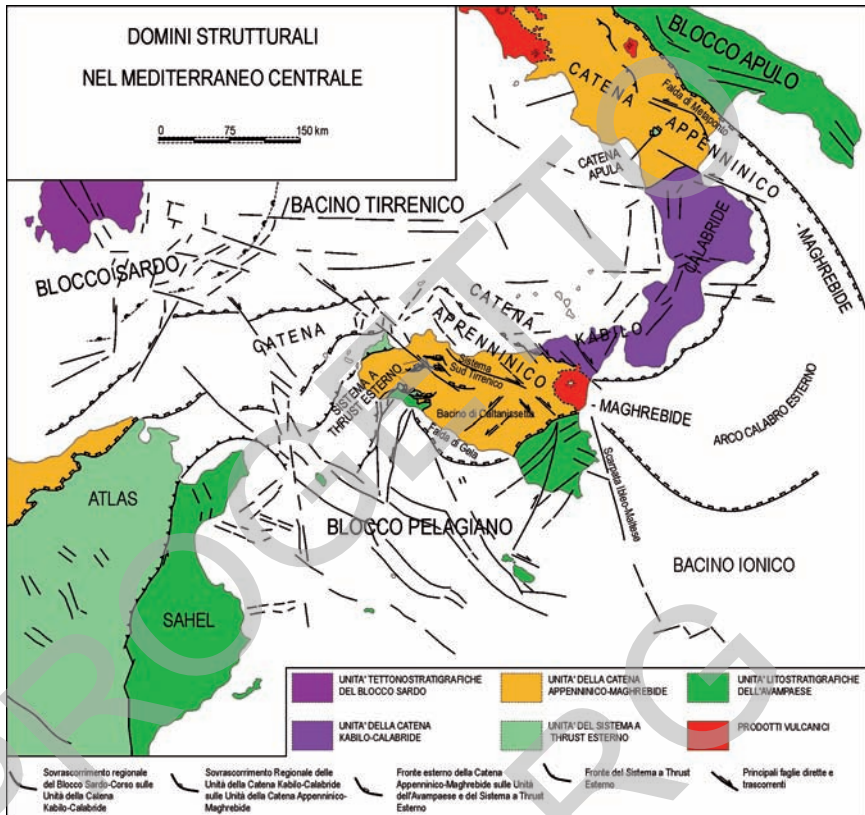 DOMINI STRUTTURALI
NEL MEDITERRANEO CENTRALE
0 75 150 km
BLOCCO APULO
CATENA
Falda di Metaponto
APPENNINICO
CATENA
APULA
BACINO TIRRENICO
CALABRIDE
MAGHREBIDE
BLOCCO SARDO
CATENA
CATENA
APRENNINICO
KABILO
Sistema
Sud Tirrenico
SISTEMA A
THRUST ESTERNO
Bacino di Caltanissetta
MAGHREBIDE
ARCO CALABRO ESTERNO
Falda di Gela
Scarpata Ibleo-Maltese
ATLAS
BLOCCO PELAGIANO
BACINO IONICO
SAHEL
UNITA' TETTONOSTRATIGRAFICHE
DEL BLOCCO SARDO
UNITA' DELLA CATENA
APPENNINICO-MAGHREBIDE
UNITA' LITOSTRATIGRAFICHE
DELL'AVAMPAESE
UNITA' DELLA CATENA
KABILO-CALABRIDE
UNITA' DEL SISTEMA A
THRUST ESTERNO
PRODOTTI VULCANICI
Sovrascorrimento regionale
del Blocco Sardo-Corso sulle
Unità della Catena
Kabilo-Calabride
Sovrascorrimento Regionale delle
Unità della Catena Kabilo-Calabride
sulle Unità della Catena Appenninico-
Maghrebide
Fronte esterno della Catena
Appenninico-Maghrebide sulle Unità
dell'Avampaese e del Sistema a Thrust
Esterno
Fronte del Sistema a Thrust
Esterno
Principali faglie dirette e
trascorrenti
PROGETTO
RG